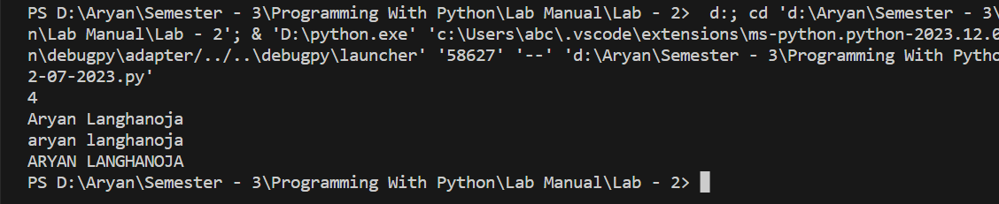 PS D:\Aryan\Semester - 3\Programming With Python\Lab Manual\Lab - 2>  d:; cd 'd:\Aryan\Semester - 3\
n\Lab Manual\Lab - 2'; & 'D:\python.exe' 'c:\Users\abc\.vscode\extensions\ms-python.python-2023.12.0
n\debugpy\adapter/../..\debugpy\launcher' '58627' '--' 'd:\Aryan\Semester - 3\Programming With Pytho
2-07-2023.py'
4
Aryan Langhanoja
aryan langhanoja
ARYAN LANGHANOJA
PS D:\Aryan\Semester - 3\Programming With Python\Lab Manual\Lab - 2>